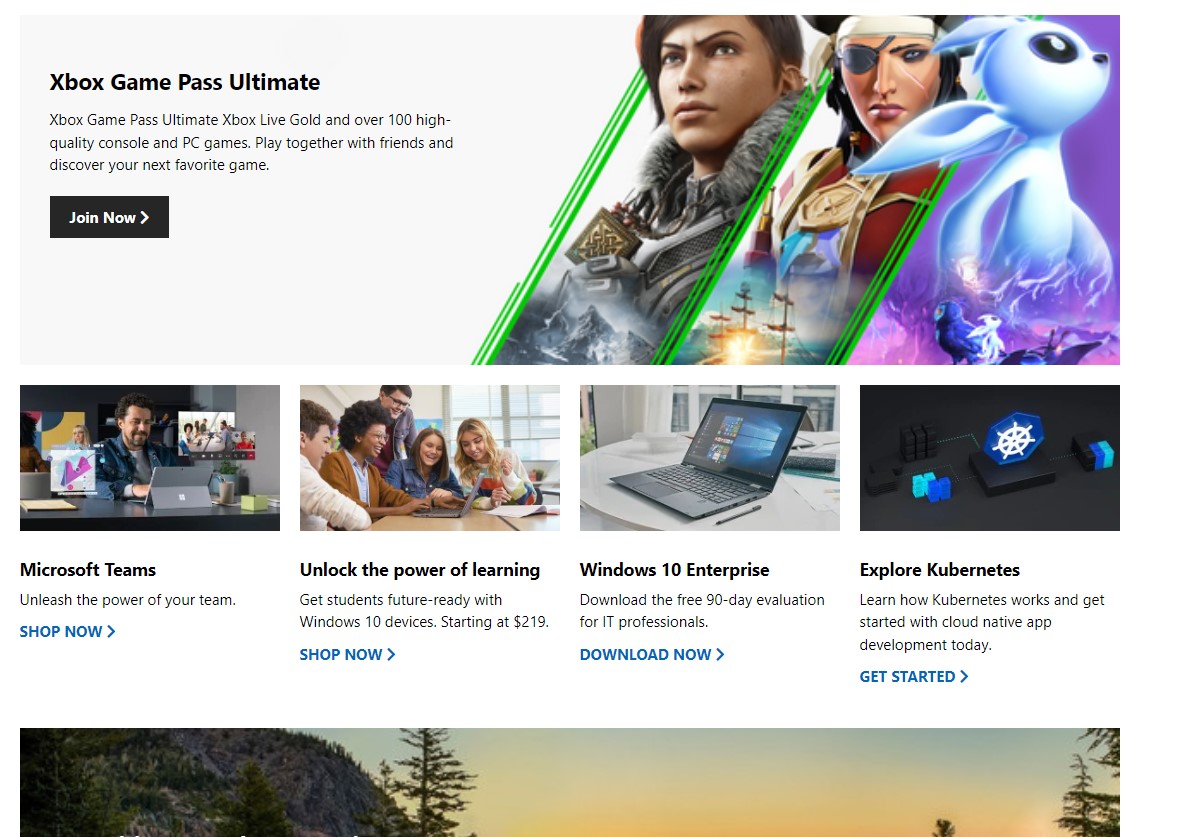 Xbox Game Pass Ultimate
Xbox Game Pass Ultimate Xbox Live Gold and over 100 high-
quality console and PC games. Play together with friends and
discover your next favorite game.
Join Now
Microsoft Teams
Unleash the power of your team.
SHOP NOW
Unlock the power of learning
Get students future-ready with
Windows 10 devices. Starting at $219.
SHOP NOW
Windows 10 Enterprise
Download the free 90-day evaluation
for IT professionals.
DOWNLOAD NOW
Explore Kubernetes
Learn how Kubernetes works and get
started with cloud native app
development today.
GET STARTED